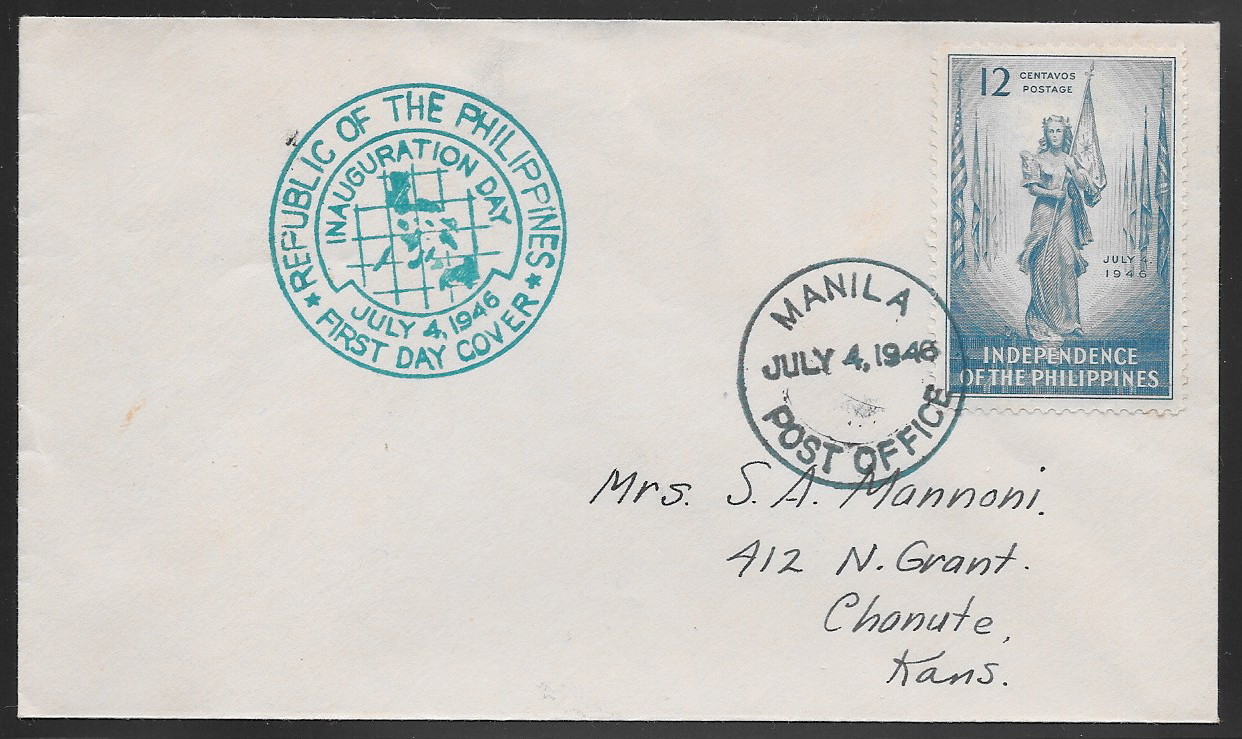 REPUBLIC OF THE PHILIPPINES
INAUGURATION DAY
JULY 4, 1946
★ FIRST DAY COVER ★
12 CENTAVOS
POSTAGE
JULY 4,
1946
INDEPENDENCE
OF THE PHILIPPINES
MANILA
JULY 4, 1946
POST OFFICE
Mrs. S. A. Mannoni.
412 N. Grant.
Chanute,
Kans.